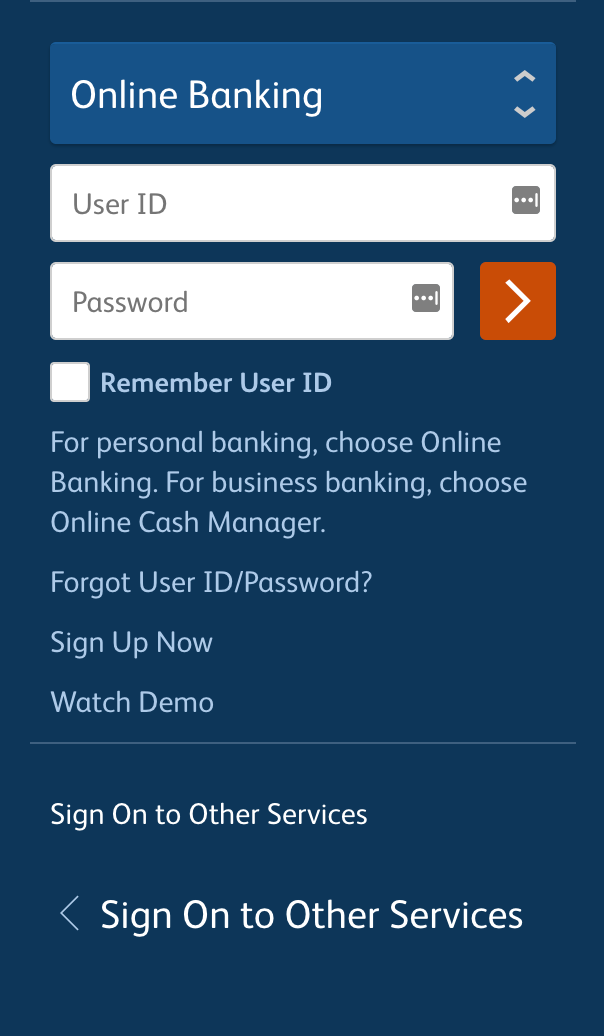 Online Banking
User ID
Password
Remember User ID
For personal banking, choose Online
Banking. For business banking, choose
Online Cash Manager.
Forgot User ID/Password?
Sign Up Now
Watch Demo
Sign On to Other Services
Sign On to Other Services